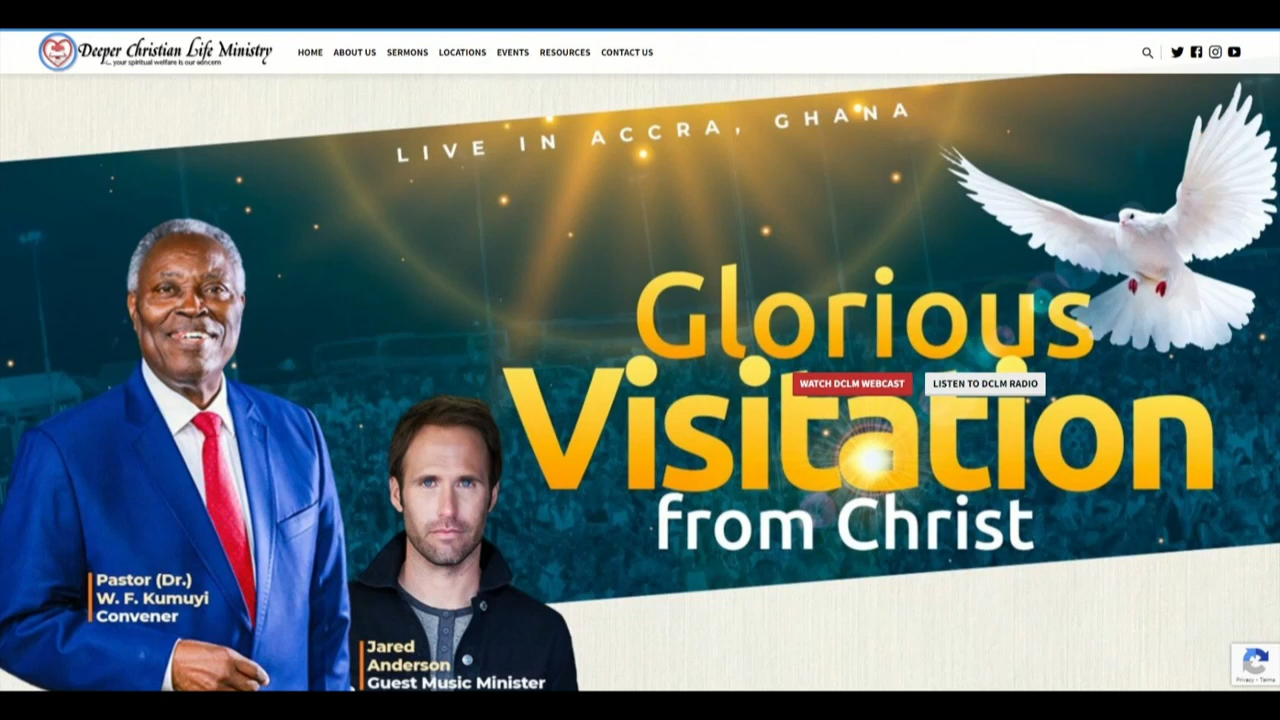 Deeper Christian Life Ministry
... your spiritual welfare is our concern
HOME ABOUT US SERMONS LOCATIONS EVENTS RESOURCES CONTACT US
LIVE IN ACCRA, GHANA
Glorious
Visitation
WATCH DCLM WEBCAST LISTEN TO DCLM RADIO
from Christ
Pastor (Dr.)
W. F. Kumuyi
Convener
Jared
Anderson
Guest Music Minister
Privacy - Terms